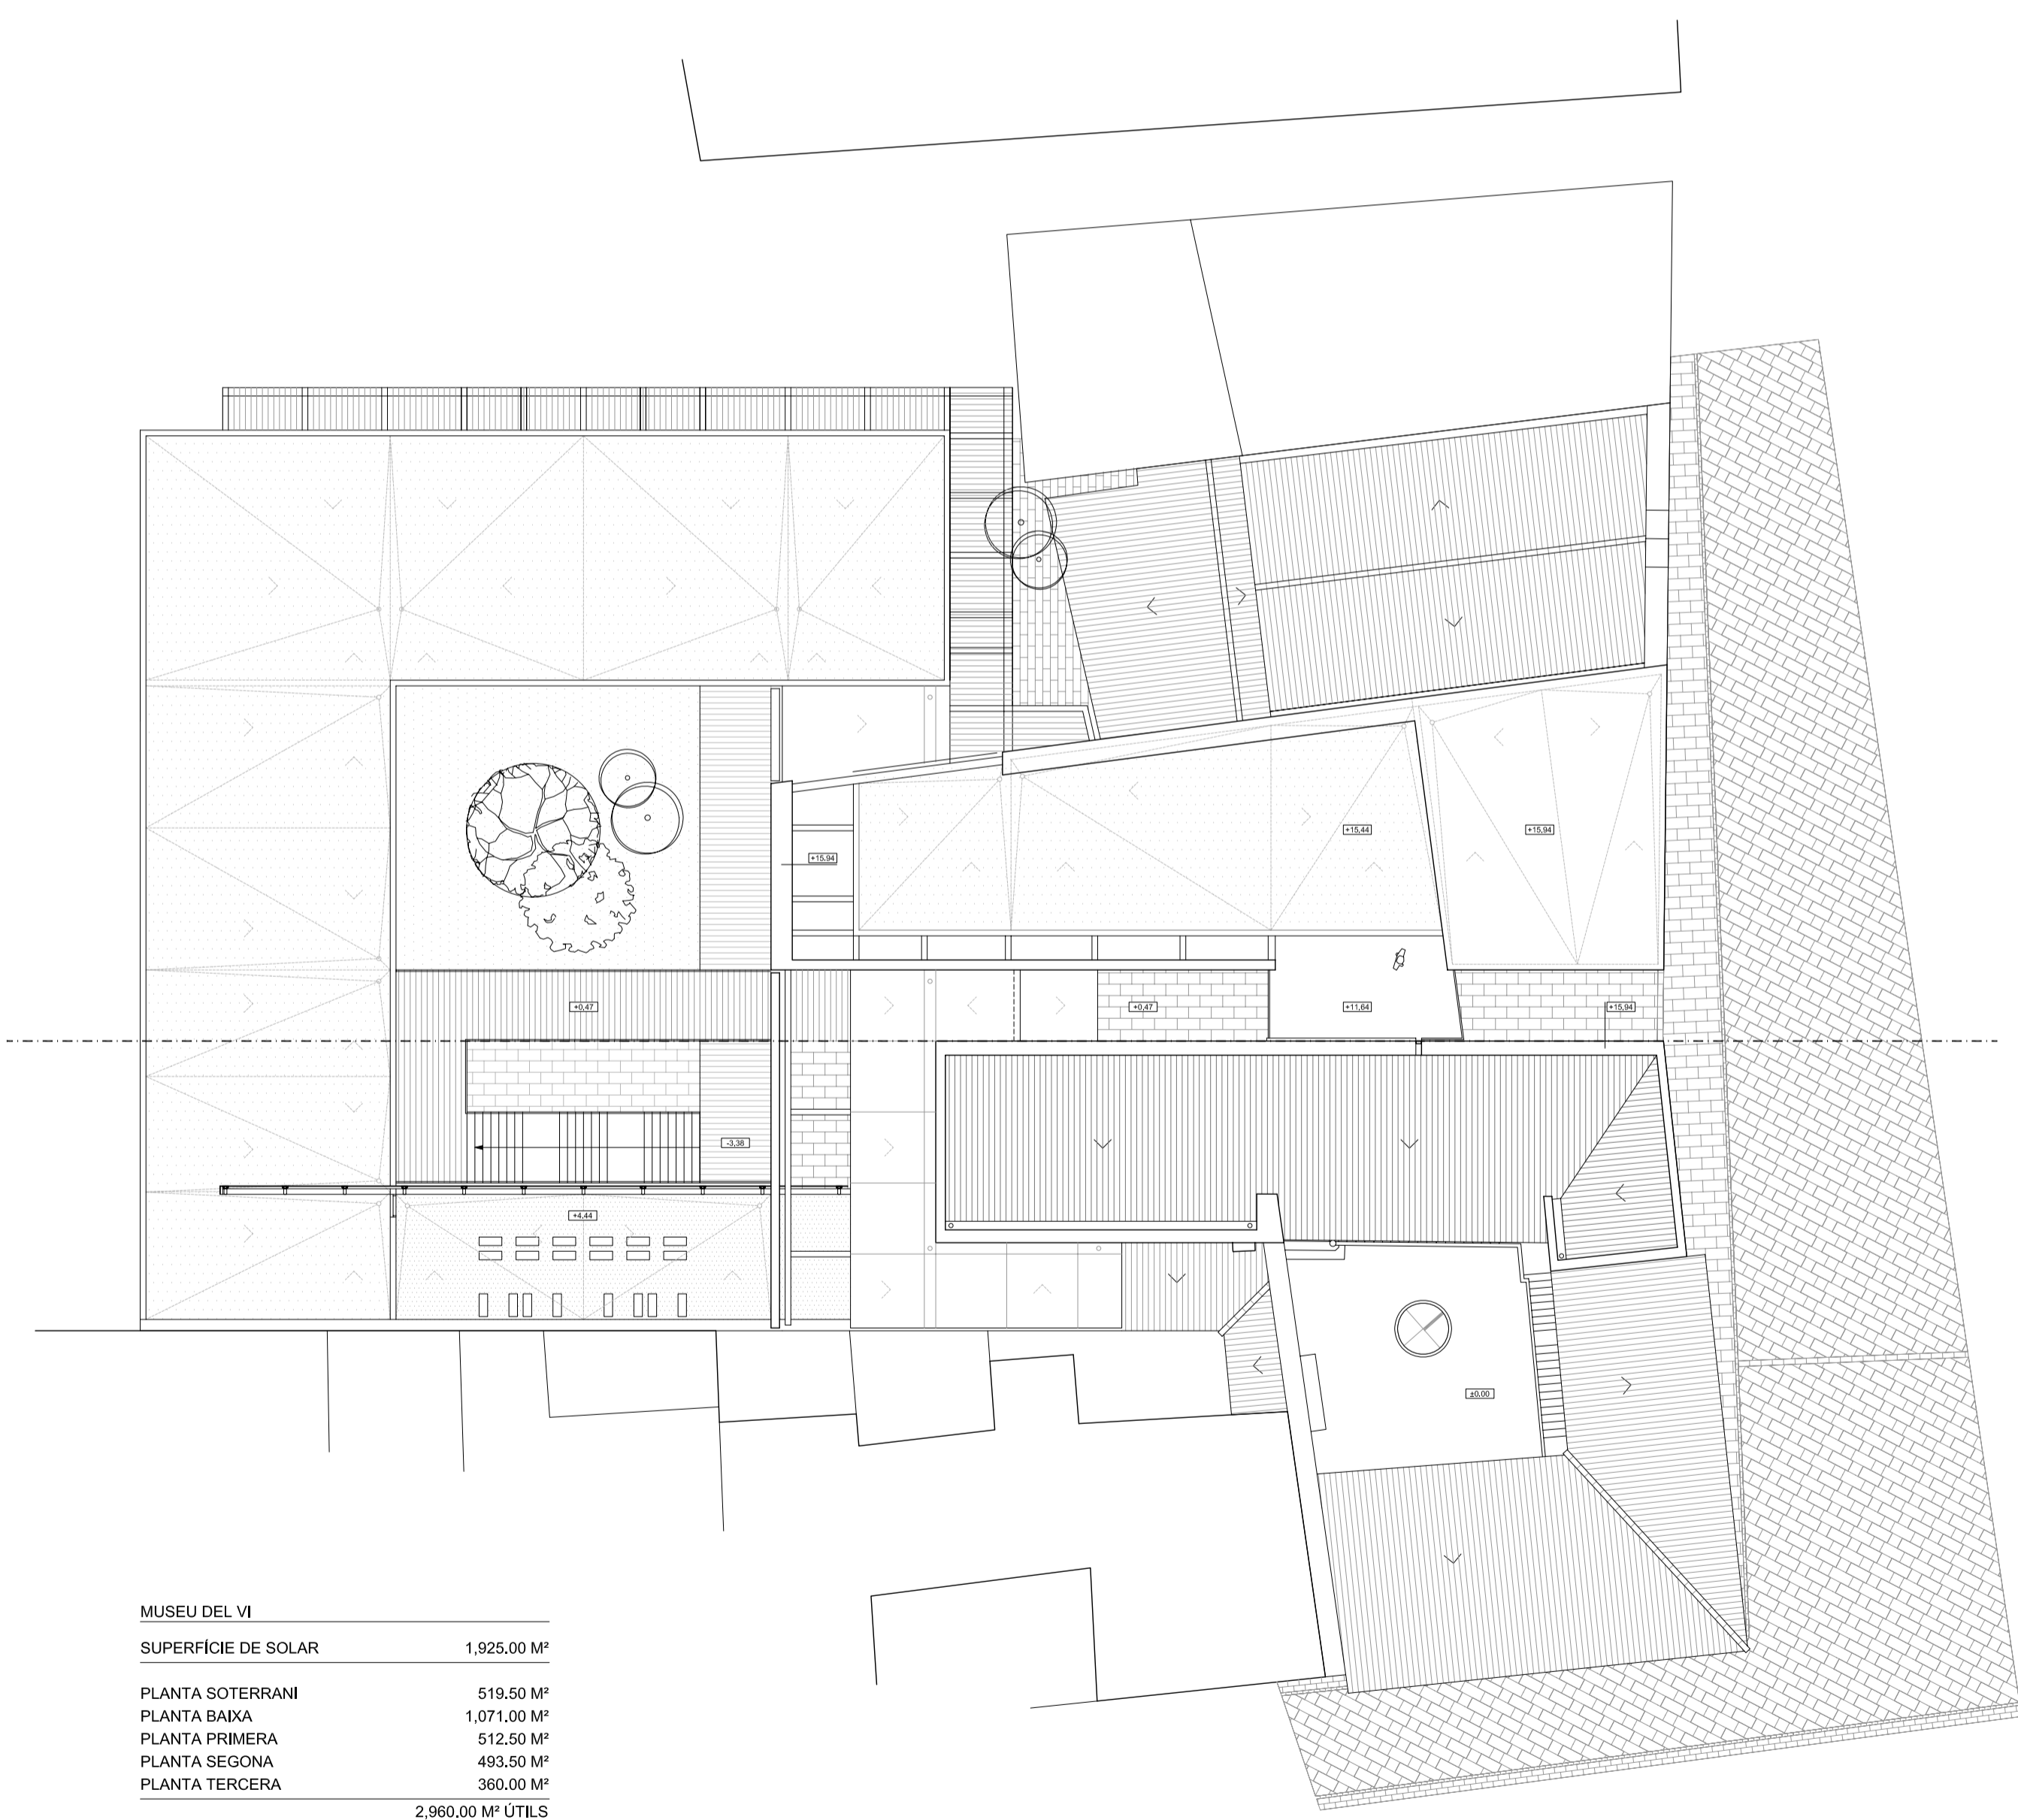 +15,44
+15,94
+15,94
+0,47
+0,47
+11,64
+15,94
-3,38
+4,44
±0,00
MUSEU DEL VI
SUPERFÍCIE DE SOLAR 1,925.00 M²
PLANTA SOTERRANI 519.50 M²
PLANTA BAIXA 1,071.00 M²
PLANTA PRIMERA 512.50 M²
PLANTA SEGONA 493.50 M²
PLANTA TERCERA 360.00 M²
2,960.00 M² ÚTILS